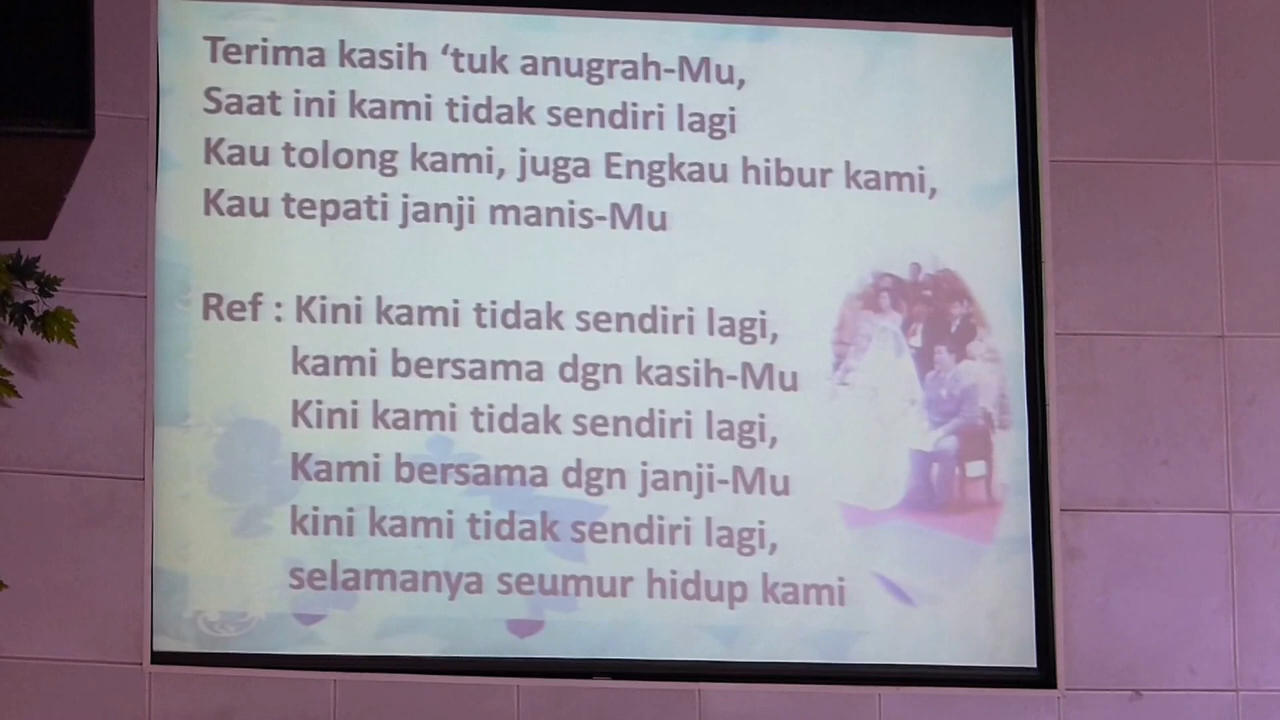 Terima kasih ‘tuk anugrah-Mu,
Saat ini kami tidak sendiri lagi
Kau tolong kami, juga Engkau hibur kami,
Kau tepati janji manis-Mu
Ref : Kini kami tidak sendiri lagi,
kami bersama dgn kasih-Mu
Kini kami tidak sendiri lagi,
Kami bersama dgn janji-Mu
kini kami tidak sendiri lagi,
selamanya seumur hidup kami